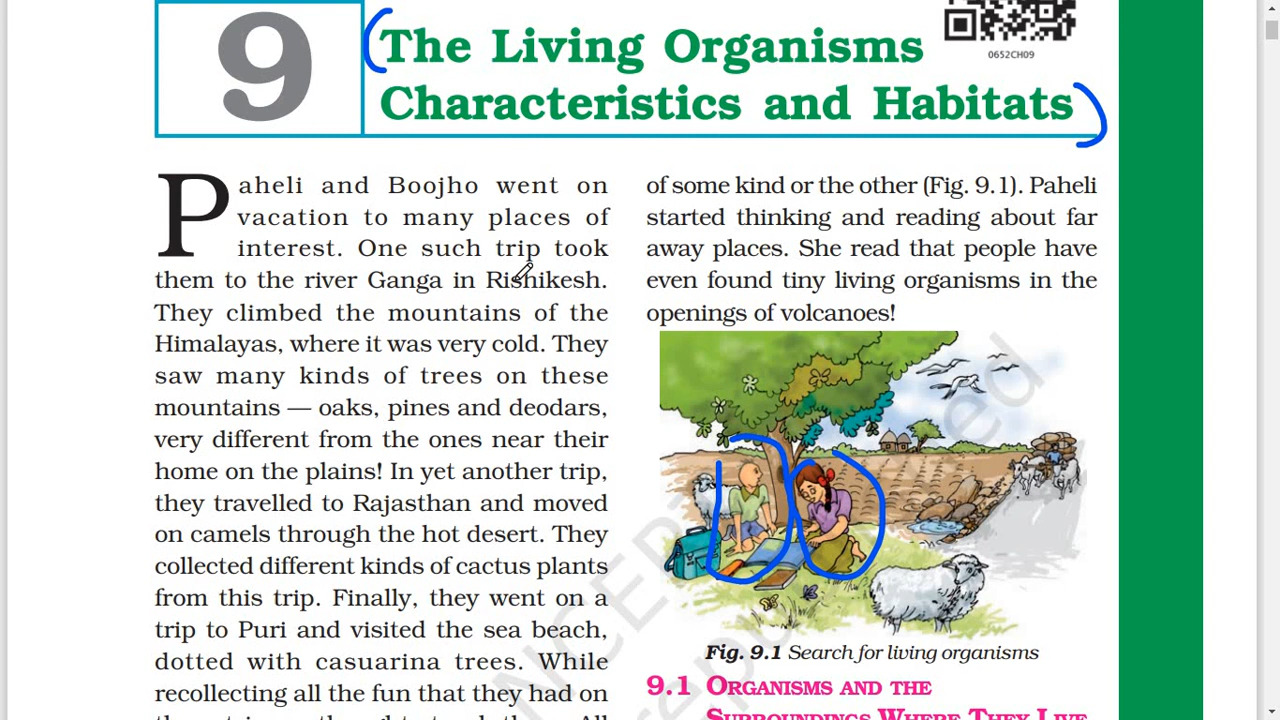 9
The Living Organisms
Characteristics and Habitats
0652CH09
Paheli and Boojho went on
vacation to many places of
interest. One such trip took
them to the river Ganga in Rishikesh.
They climbed the mountains of the
Himalayas, where it was very cold. They
saw many kinds of trees on these
mountains — oaks, pines and deodars,
very different from the ones near their
home on the plains! In yet another trip,
they travelled to Rajasthan and moved
on camels through the hot desert. They
collected different kinds of cactus plants
from this trip. Finally, they went on a
trip to Puri and visited the sea beach,
dotted with casuarina trees. While
recollecting all the fun that they had on
of some kind or the other (Fig. 9.1). Paheli
started thinking and reading about far
away places. She read that people have
even found tiny living organisms in the
openings of volcanoes!
Fig. 9.1 Search for living organisms
9.1 ORGANISMS AND THE
SURROUNDINGS WHERE THEY LIVE